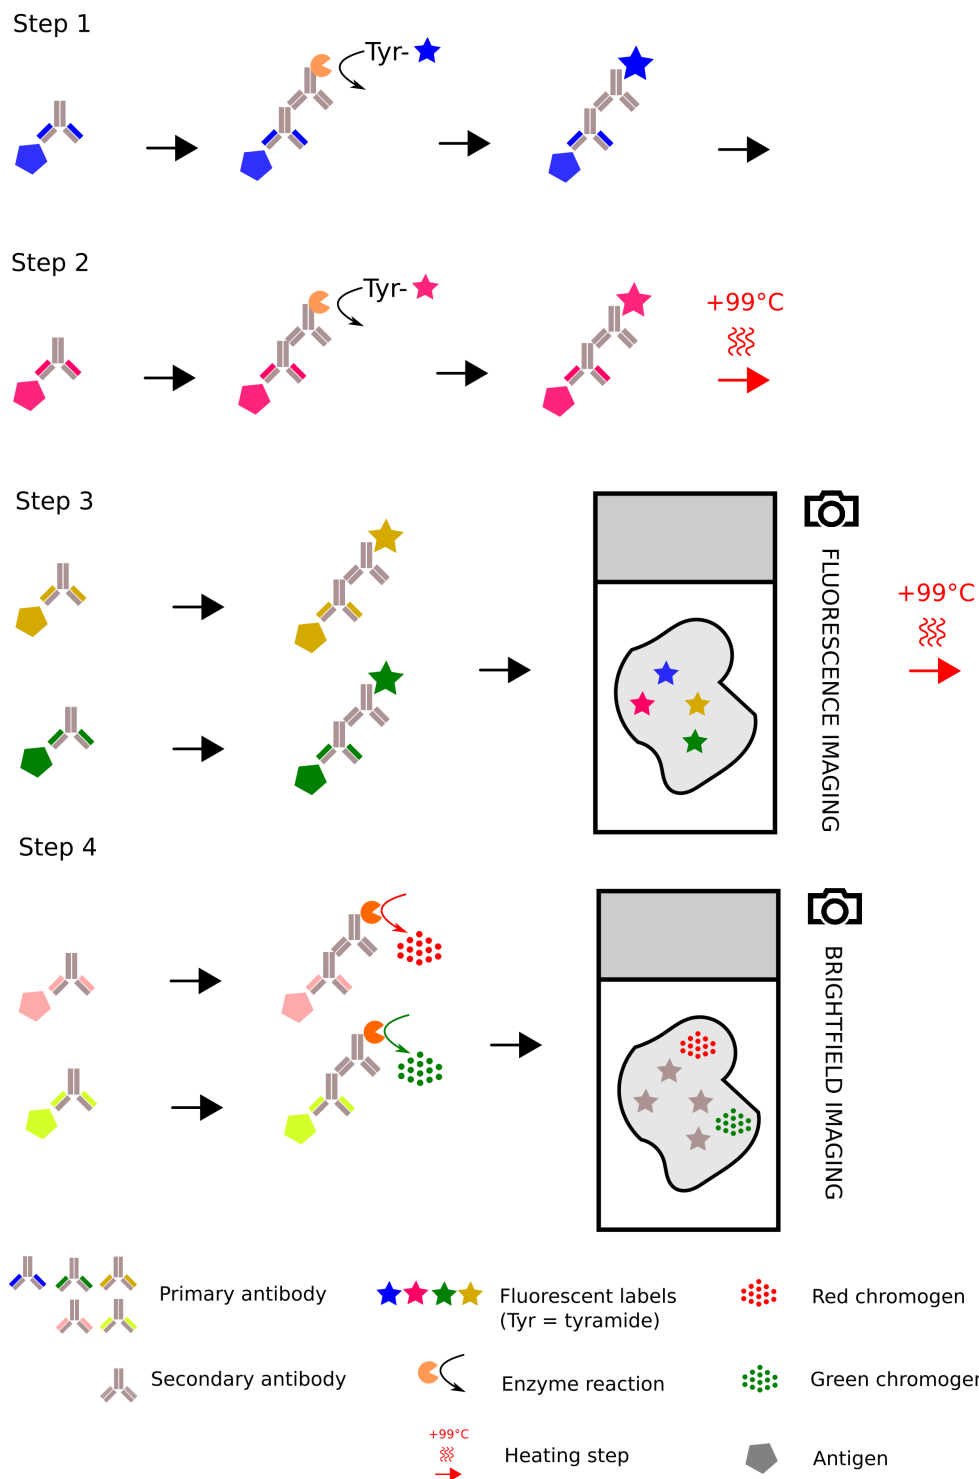 Step 1
Tyr-
Step 2
Tyr-
+99°C
Step 3
FLUORESCENCE IMAGING
+99°C
Step 4
BRIGHTFIELD IMAGING
Primary antibody
Fluorescent labels
(Tyr = tyramide)
Red chromogen
Secondary antibody
Enzyme reaction
Green chromogen
+99°C
Heating step
Antigen